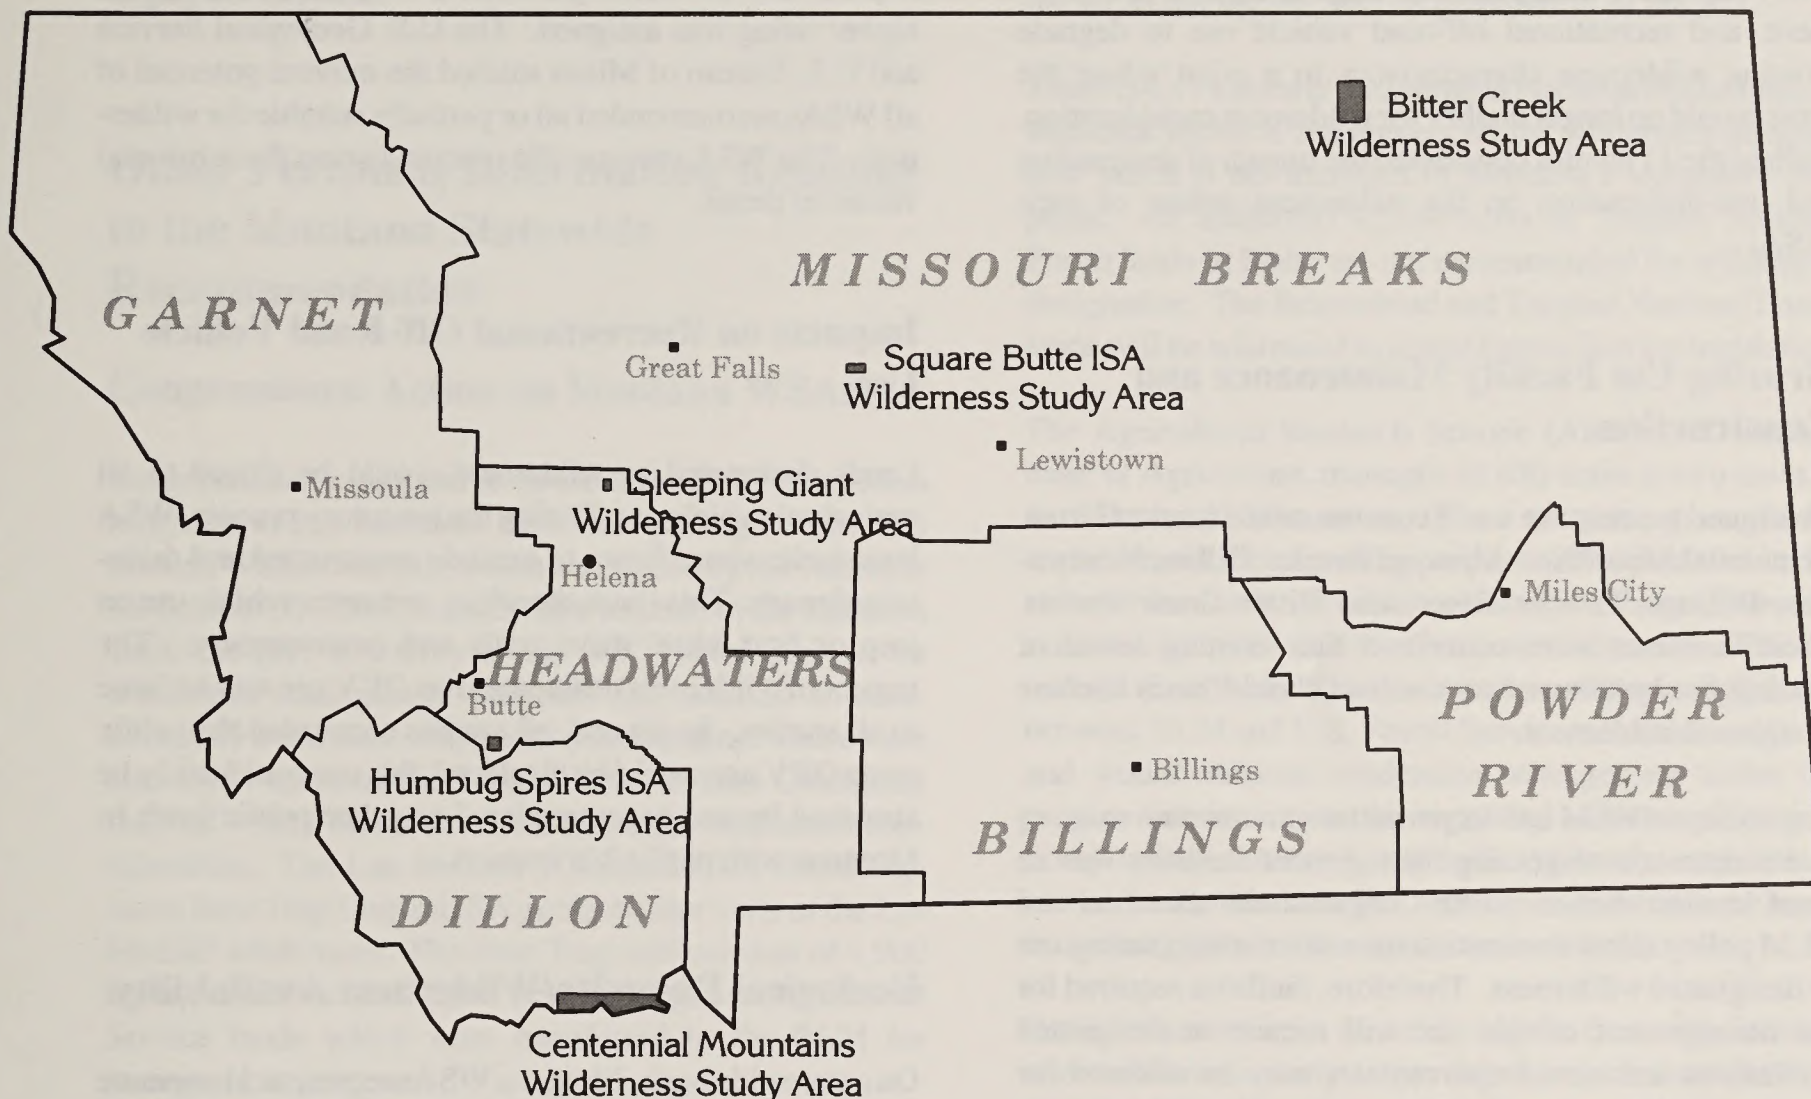 Bitter Creek
Wilderness Study Area
MISSOURI BREAKS
GARNET
Great Falls
Square Butte ISA
Wilderness Study Area
Lewistown
Missoula
Sleeping Giant
Wilderness Study Area
Helena
Miles City
HEADWATERS
Butte
POWDER
RIVER
Billings
Humbug Spires ISA
Wilderness Study Area
BILLINGS
DILLON
Centennial Mountains
Wilderness Study Area